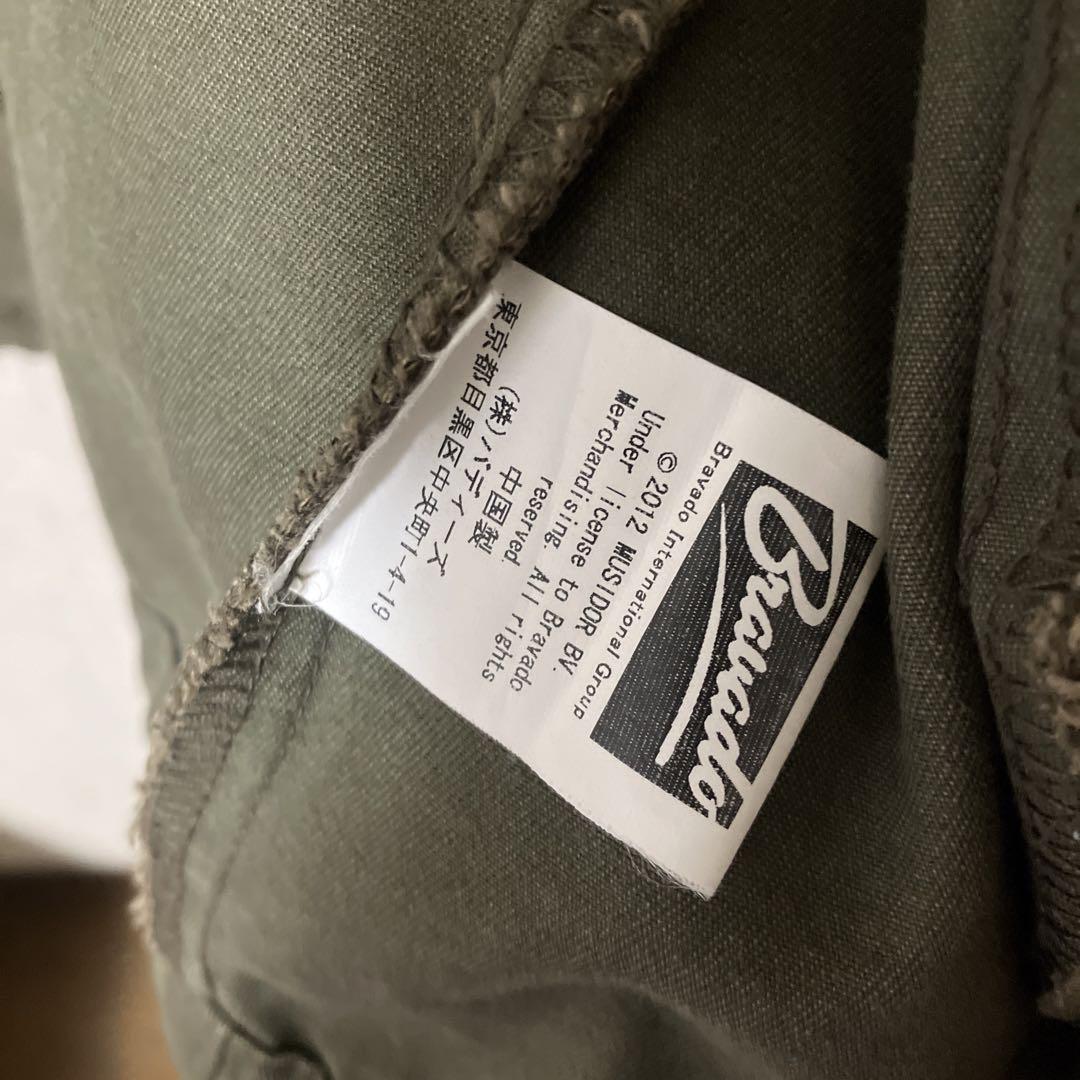 Bravado
Bravado International Group
© 2012 MUSIDOR BV.
Under license to Bravado
Merchandising All rights
reserved.
中国製
(株)バディーズ
東京都目黒区中央町1-4-19